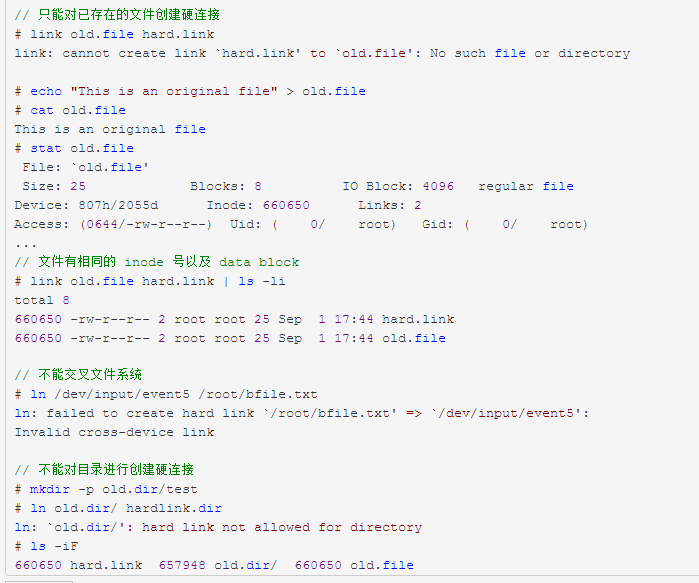 // 只能对已存在的文件创建硬连接
# link old.file hard.link
link: cannot create link `hard.link' to `old.file': No such file or directory
# echo "This is an original file" > old.file
# cat old.file
This is an original file
# stat old.file
File: `old.file'
Size: 25 Blocks: 8 IO Block: 4096 regular file
Device: 807h/2055d Inode: 660650 Links: 2
Access: (0644/-rw-r--r--) Uid: ( 0/ root) Gid: ( 0/ root)
...
// 文件有相同的 inode 号以及 data block
# link old.file hard.link | ls -li
total 8
660650 -rw-r--r-- 2 root root 25 Sep 1 17:44 hard.link
660650 -rw-r--r-- 2 root root 25 Sep 1 17:44 old.file
// 不能交叉文件系统
# ln /dev/input/event5 /root/bfile.txt
ln: failed to create hard link `/root/bfile.txt' => `/dev/input/event5':
Invalid cross-device link
// 不能对目录进行创建硬连接
# mkdir -p old.dir/test
# ln old.dir/ hardlink.dir
ln: `old.dir/': hard link not allowed for directory
# ls -iF
660650 hard.link 657948 old.dir/ 660650 old.file